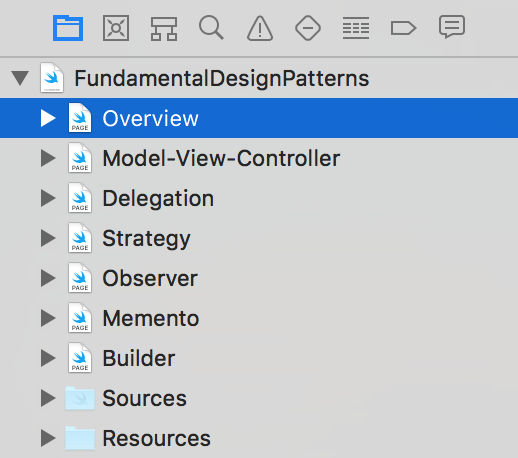 FundamentalDesignPatterns
Overview
PAGE
Model-View-Controller
PAGE
Delegation
PAGE
Strategy
PAGE
Observer
PAGE
Memento
PAGE
Builder
PAGE
Sources
Resources